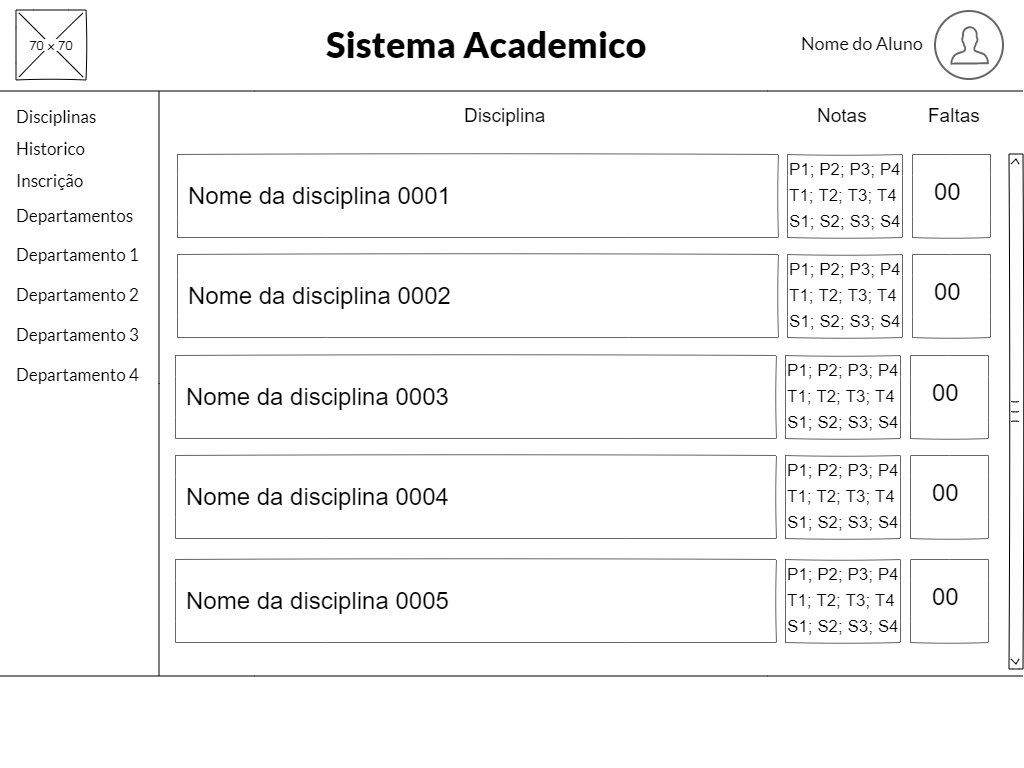 70 x 70
Sistema Academico
Nome do Aluno
Disciplinas
Historico
Inscrição
Departamentos
Departamento 1
Departamento 2
Departamento 3
Departamento 4
Disciplina
Notas
Faltas
Nome da disciplina 0001
P1; P2; P3; P4
T1; T2; T3; T4
S1; S2; S3; S4
00
Nome da disciplina 0002
P1; P2; P3; P4
T1; T2; T3; T4
S1; S2; S3; S4
00
Nome da disciplina 0003
P1; P2; P3; P4
T1; T2; T3; T4
S1; S2; S3; S4
00
Nome da disciplina 0004
P1; P2; P3; P4
T1; T2; T3; T4
S1; S2; S3; S4
00
Nome da disciplina 0005
P1; P2; P3; P4
T1; T2; T3; T4
S1; S2; S3; S4
00